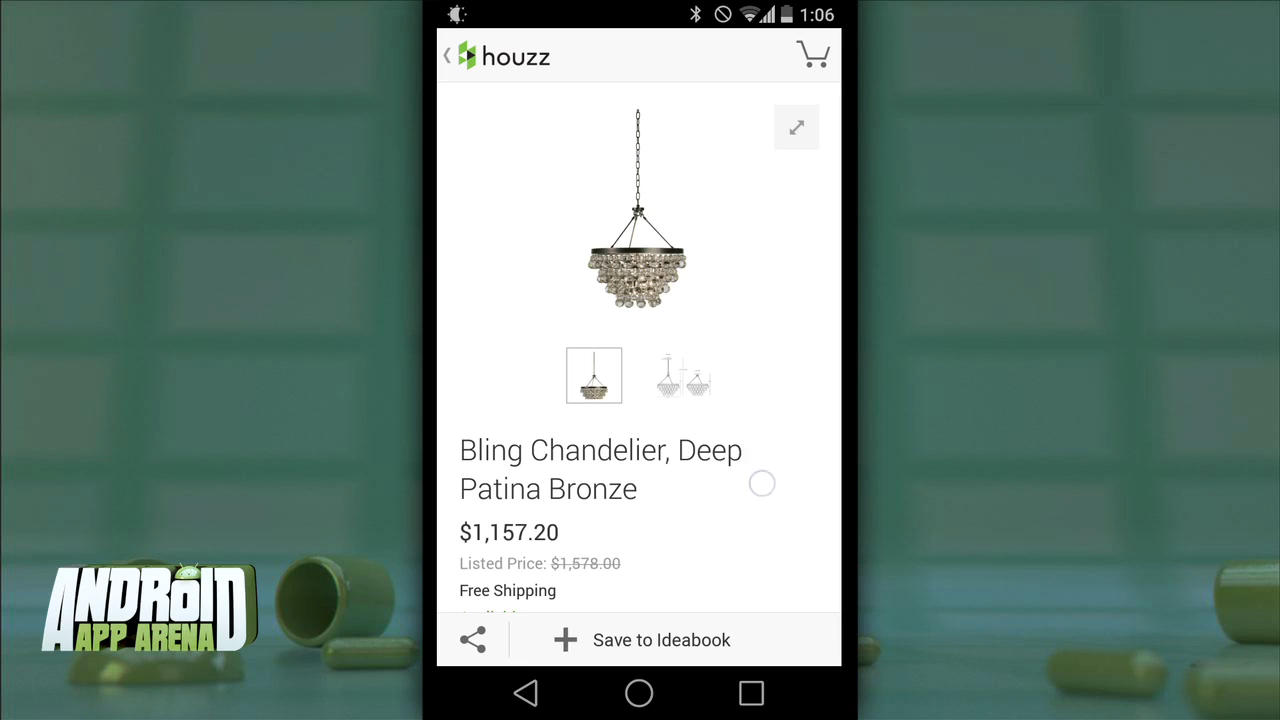 1:06
houzz
Bling Chandelier, Deep
Patina Bronze
$1,157.20
Listed Price: $1,578.00
Free Shipping
Save to Ideabook
ANDROID
APP ARENA